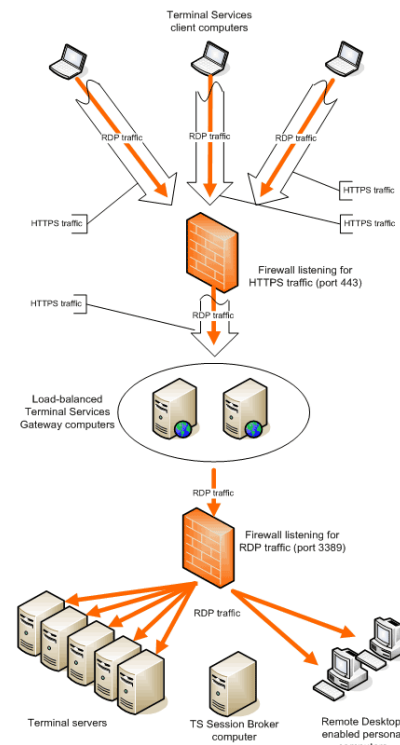 Terminal Services
client computers
RDP traffic
RDP traffic
RDP traffic
HTTPS traffic
HTTPS traffic
HTTPS traffic
Firewall listening for
HTTPS traffic (port 443)
HTTPS traffic
RDP traffic
Load-balanced
Terminal Services
Gateway computers
RDP traffic
Firewall listening for
RDP traffic (port 3389)
RDP traffic
Terminal servers
TS Session Broker
computer
Remote Desktop
enabled persona